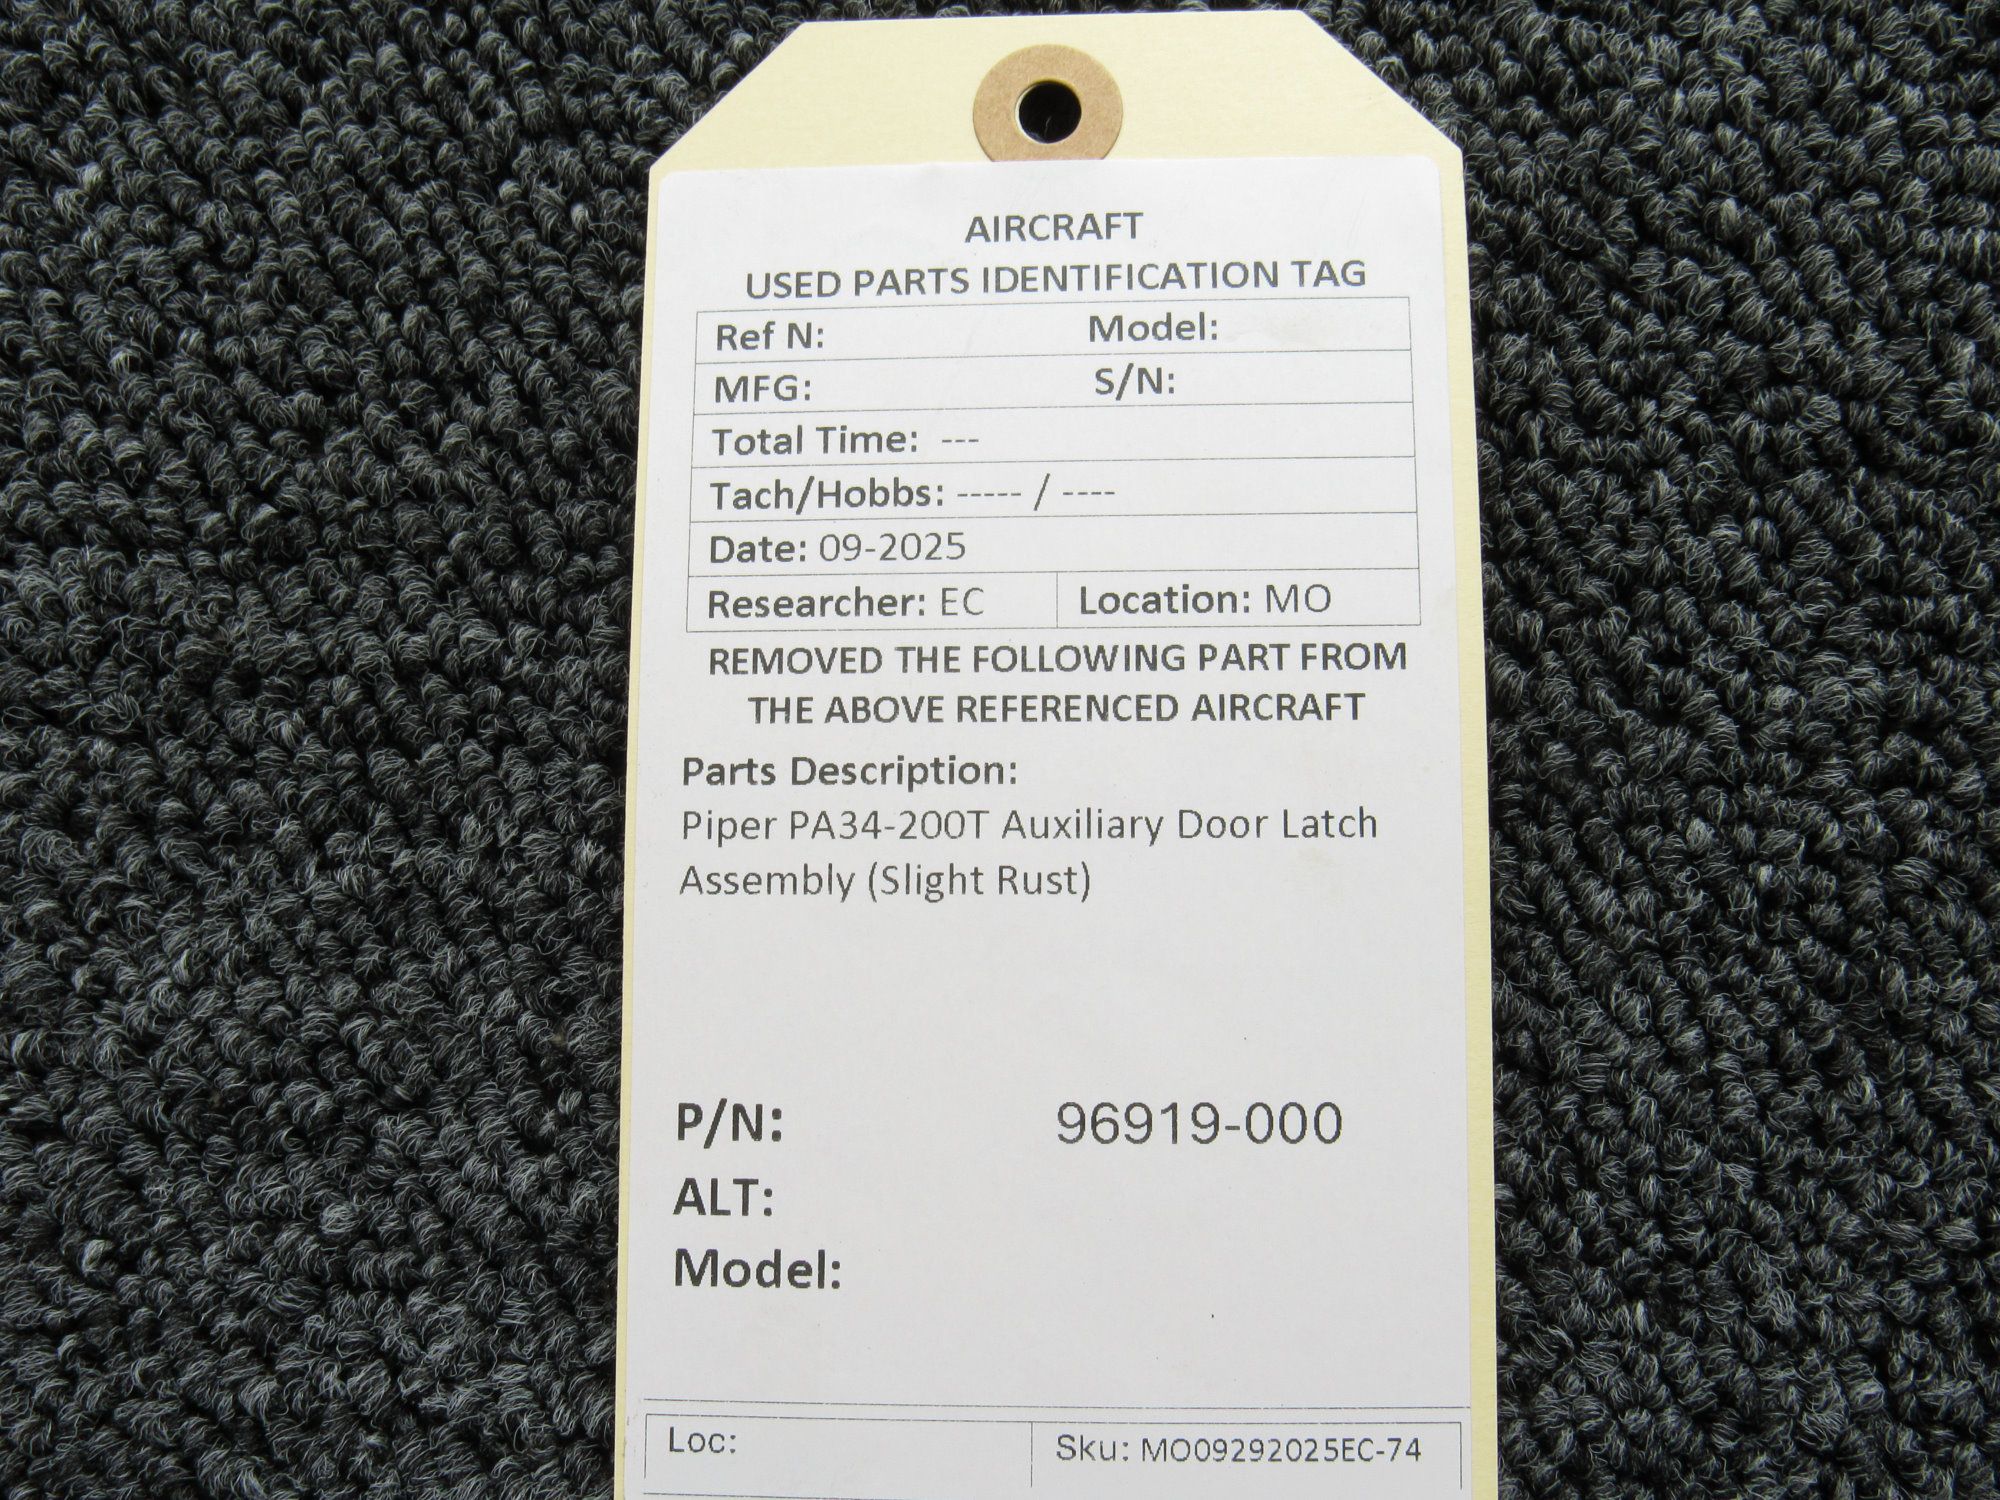 AIRCRAFT
USED PARTS IDENTIFICATION TAG
Ref N: Model:
MFG: S/N:
Total Time: ---
Tach/Hobbs: ----- / ----
Date: 09-2025
Researcher: EC Location: MO
REMOVED THE FOLLOWING PART FROM
THE ABOVE REFERENCED AIRCRAFT
Parts Description:
Piper PA34-200T Auxiliary Door Latch
Assembly (Slight Rust)
P/N: 96919-000
ALT:
Model:
Loc: Sku: MO09292025EC-74